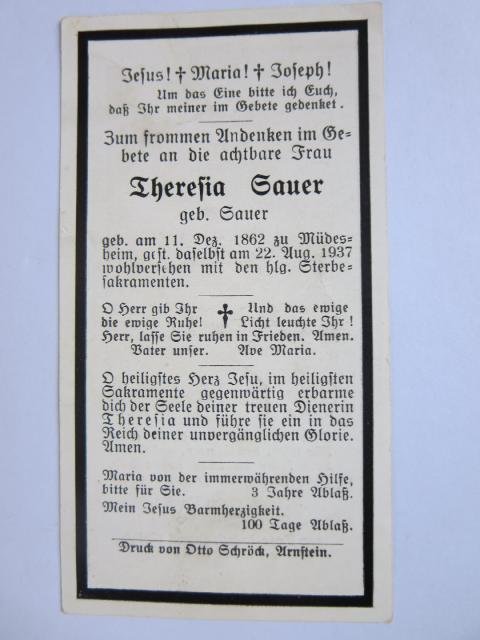 Jesus! † Maria! † Joseph!
Um das Eine bitte ich Euch,
daß Ihr meiner im Gebete gedenket.
Zum frommen Andenken im Ge-
bete an die achtbare Frau
Theresia Sauer
geb. Sauer
geb. am 11. Dez. 1862 zu Müdes-
heim, gest. daselbst am 22. Aug. 1937
wohlversehen mit den hlg. Sterbe-
sakramenten.
O Herr gib Ihr † Und das ewige
die ewige Ruhe! Licht leuchte Ihr!
Herr, lasse Sie ruhen in Frieden. Amen.
Vater unser. Ave Maria.
O heiligstes Herz Jesu, im heiligsten
Sakramente gegenwärtig erbarme
dich der Seele deiner treuen Dienerin
Theresia und führe sie ein in das
Reich deiner unvergänglichen Glorie.
Amen.
Maria von der immerwährenden Hilfe,
bitte für Sie. 3 Jahre Ablaß.
Mein Jesus Barmherzigkeit.
100 Tage Ablaß.
Druck von Otto Schröck, Arnstein.